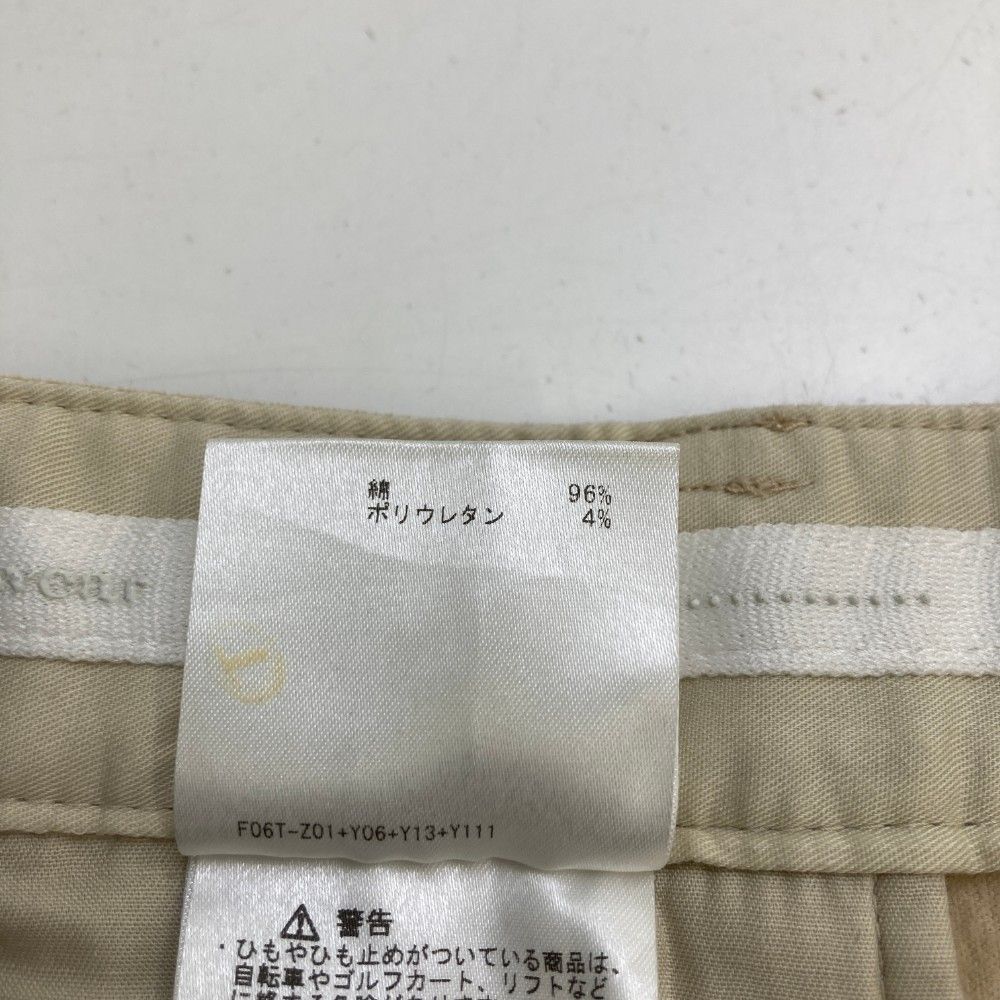 綿 96%
ポリウレタン 4%
wear
F06T-Z01+Y06+Y13+Y111
警告
・ひもやひも止めがついている商品は、
自転車やゴルフカート、リフトなど